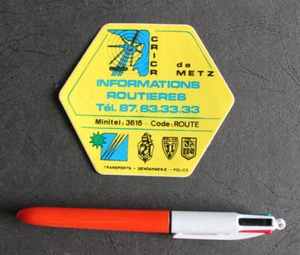 CRICR
de
METZ
INFORMATIONS
ROUTIERES
Tél. 87.63.33.33
Minitel: 3615 - Code: ROUTE
TRANSPORTS - GENDARMERIE - POLICE